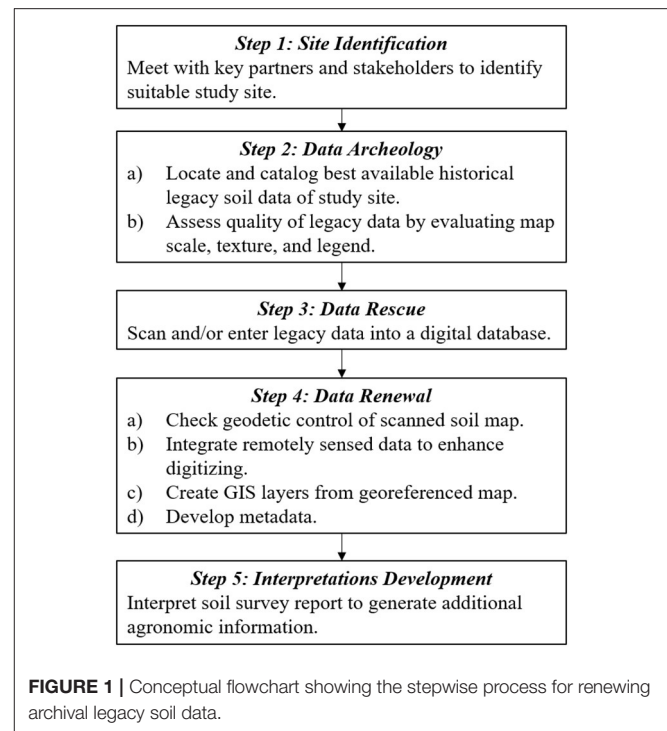 Step 1: Site Identification
Meet with key partners and stakeholders to identify
suitable study site.
Step 2: Data Archeology
a) Locate and catalog best available historical
legacy soil data of study site.
b) Assess quality of legacy data by evaluating map
scale, texture, and legend.
Step 3: Data Rescue
Scan and/or enter legacy data into a digital database.
Step 4: Data Renewal
a) Check geodetic control of scanned soil map.
b) Integrate remotely sensed data to enhance
digitizing.
c) Create GIS layers from georeferenced map.
d) Develop metadata.
Step 5: Interpretations Development
Interpret soil survey report to generate additional
agronomic information.
FIGURE 1 | Conceptual flowchart showing the stepwise process for renewing
archival legacy soil data.